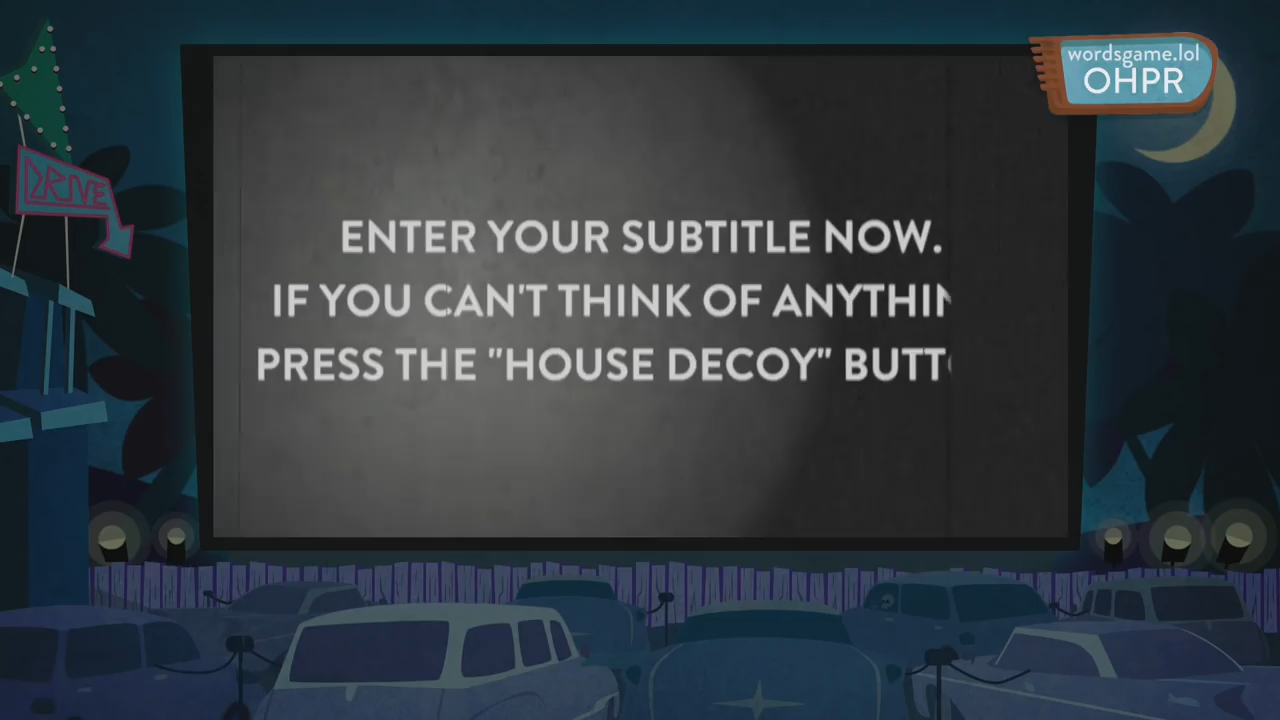 wordsgame.lol
OHPR
DRIVE
ENTER YOUR SUBTITLE NOW.
IF YOU CAN'T THINK OF ANYTHIN
PRESS THE "HOUSE DECOY" BUTT